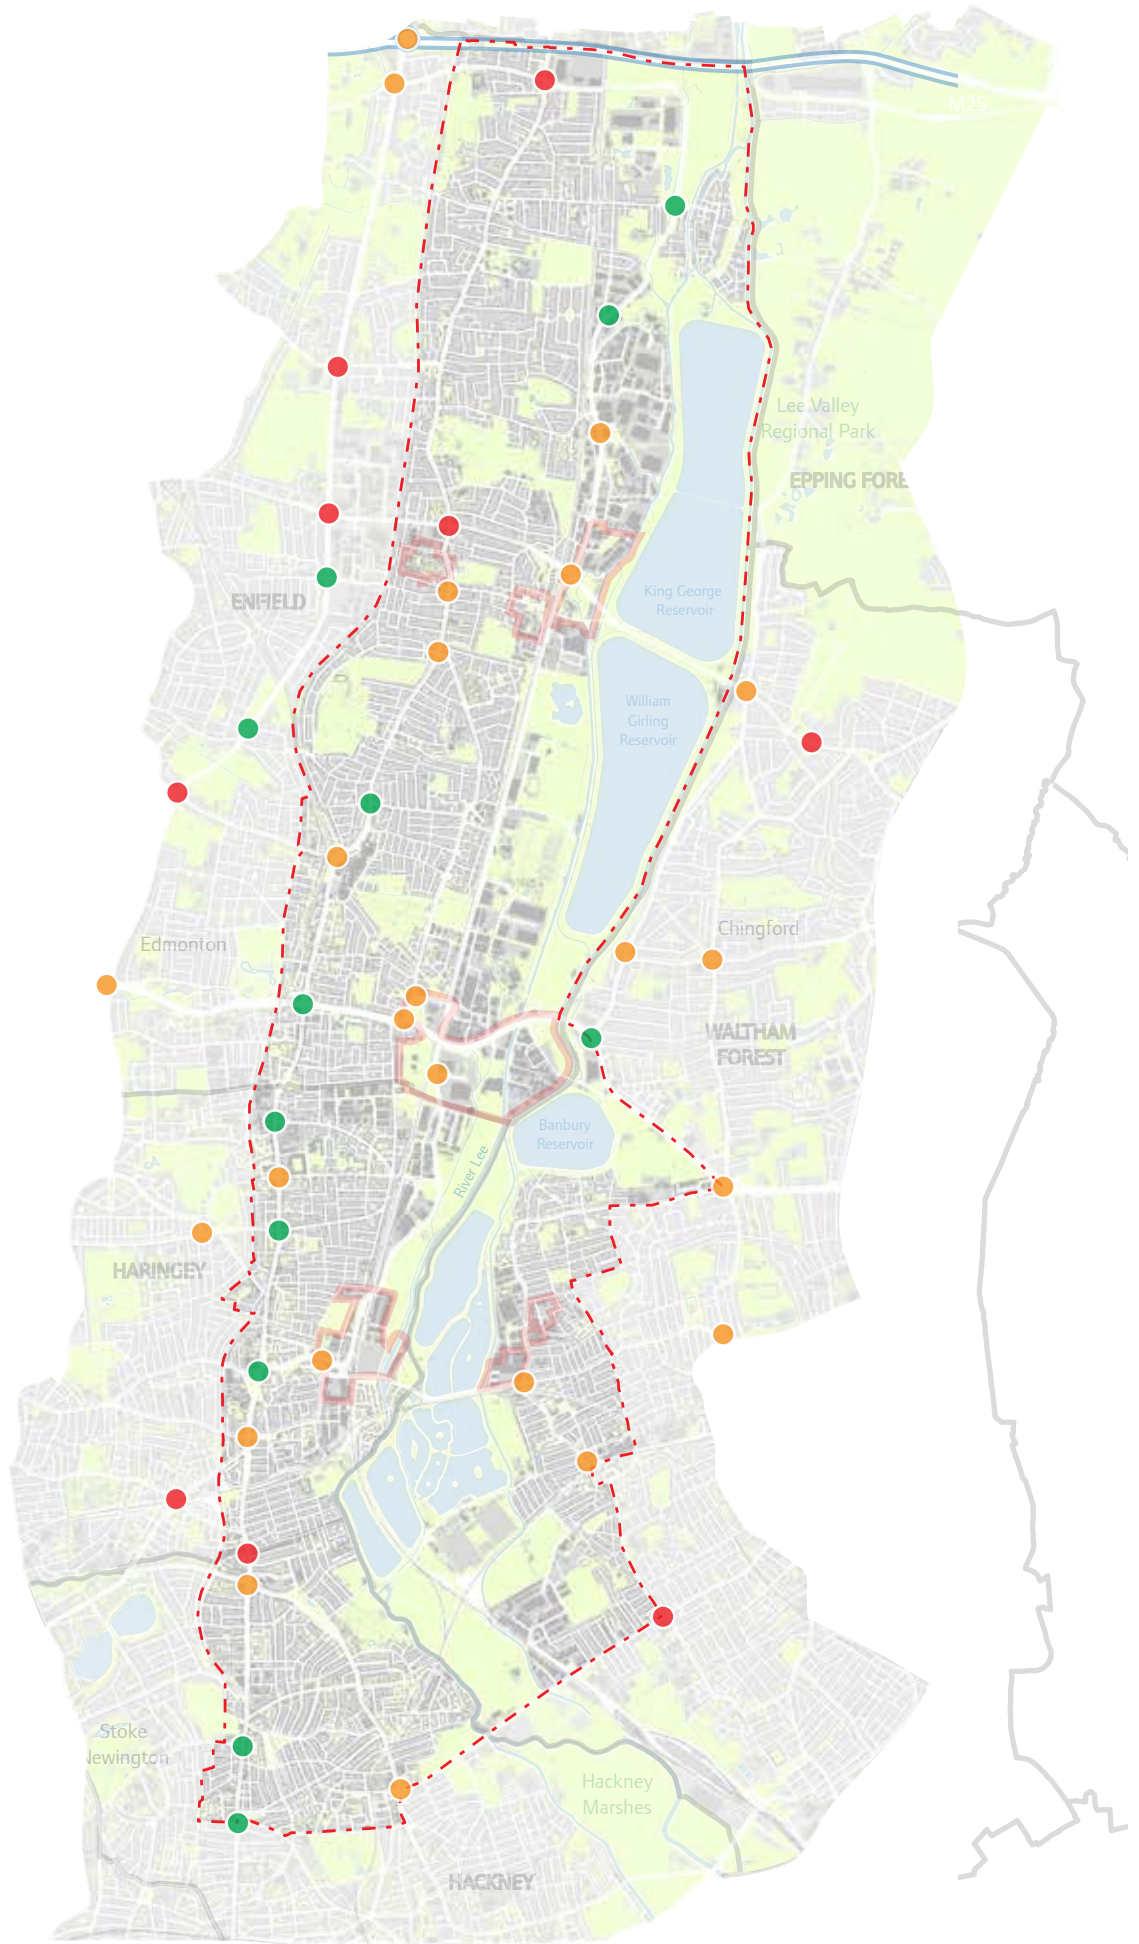 M25
Lee Valley
Regional Park
EPPING FORE
King George
Reservoir
ENFIELD
William
Girling
Reservoir
Chingford
Edmonton
WALTHAM
FOREST
Banbury
Reservoir
River Lee
HARINGEY
Stoke
Newington
Hackney
Marshes
HACKNEY